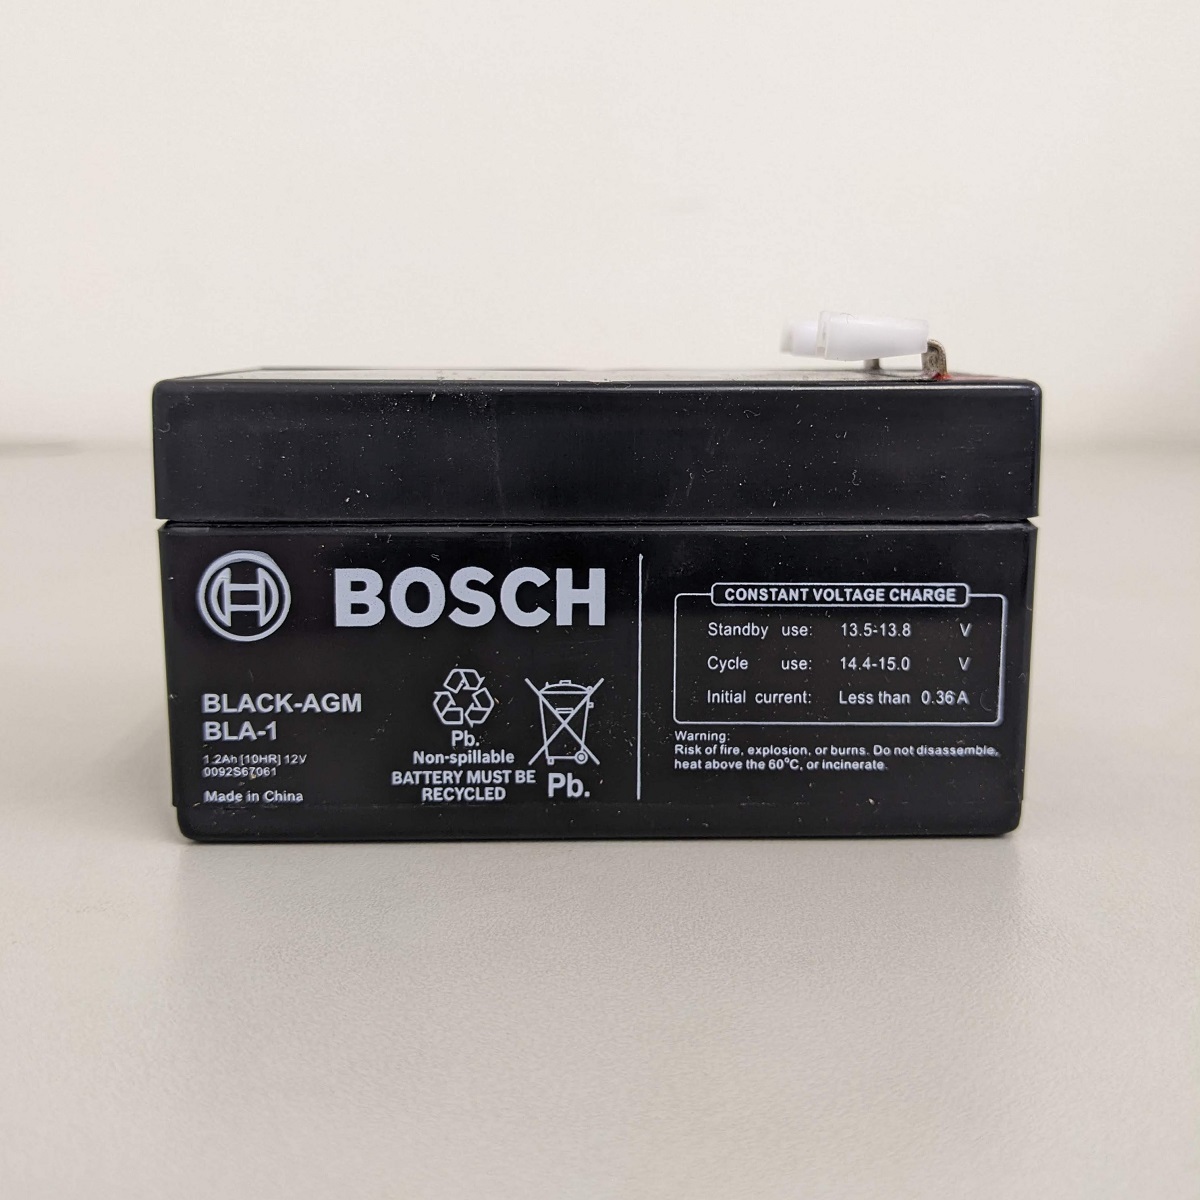 BOSCH
BLACK-AGM
BLA-1
1.2Ah [10HR] 12V
0092S67061
Made in China
Pb.
Non-spillable
BATTERY MUST BE
RECYCLED
Pb.
CONSTANT VOLTAGE CHARGE
Standby use: 13.5-13.8 V
Cycle use: 14.4-15.0 V
Initial current: Less than 0.36A
Warning:
Risk of fire, explosion, or burns. Do not disassemble,
heat above the 60°C, or incinerate.